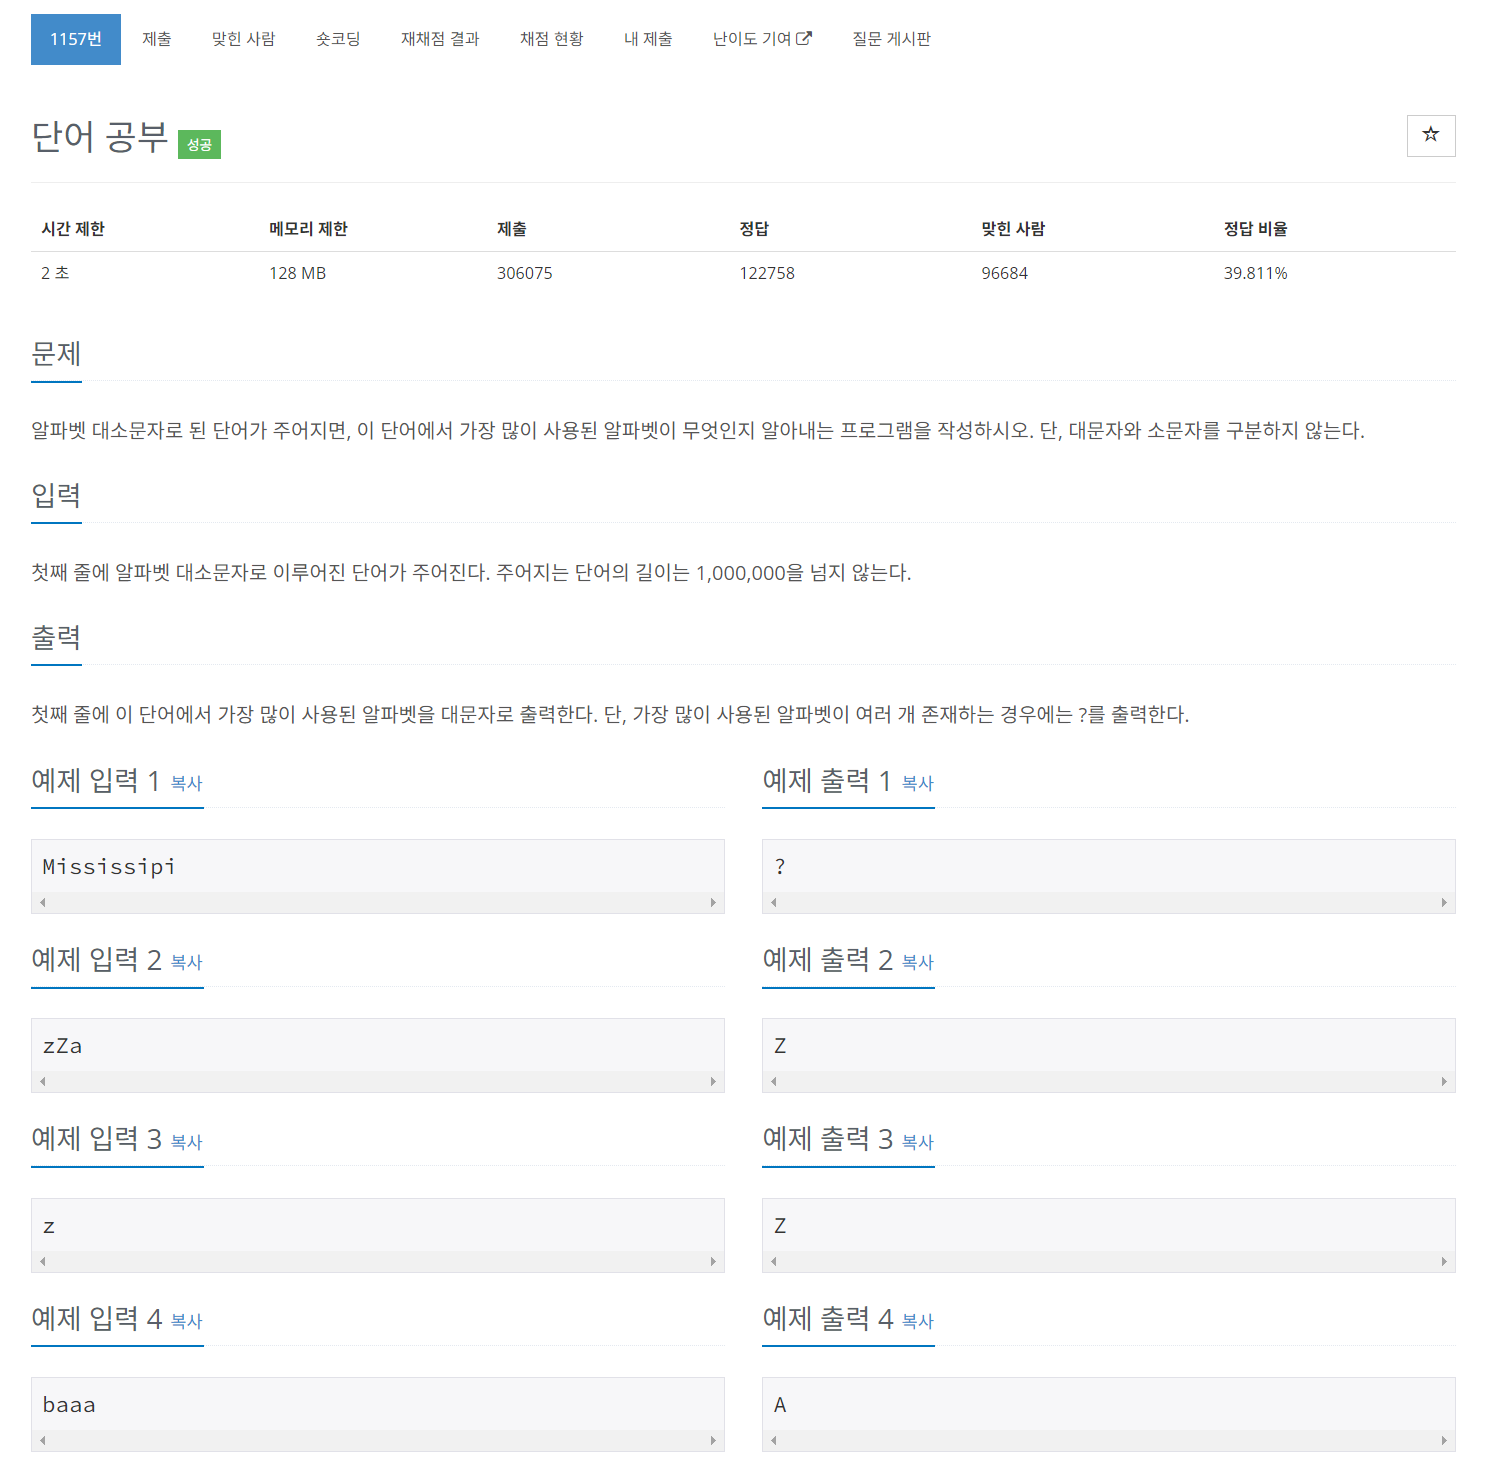 1157번 제출 맞힌 사람 숏코딩 재채점 결과 채점 현황 내 제출 난이도 기여 질문 게시판
단어 공부 성공
시간 제한 메모리 제한 제출 정답 맞힌 사람 정답 비율
2 초 128 MB 306075 122758 96684 39.811%
문제
알파벳 대소문자로 된 단어가 주어지면, 이 단어에서 가장 많이 사용된 알파벳이 무엇인지 알아내는 프로그램을 작성하시오. 단, 대문자와 소문자를 구분하지 않는다.
입력
첫째 줄에 알파벳 대소문자로 이루어진 단어가 주어진다. 주어지는 단어의 길이는 1,000,000을 넘지 않는다.
출력
첫째 줄에 이 단어에서 가장 많이 사용된 알파벳을 대문자로 출력한다. 단, 가장 많이 사용된 알파벳이 여러 개 존재하는 경우에는 ?를 출력한다.
예제 입력 1 복사
Mississipi
예제 출력 1 복사
?
예제 입력 2 복사
zZa
예제 출력 2 복사
Z
예제 입력 3 복사
z
예제 출력 3 복사
Z
예제 입력 4 복사
baaa
예제 출력 4 복사
A